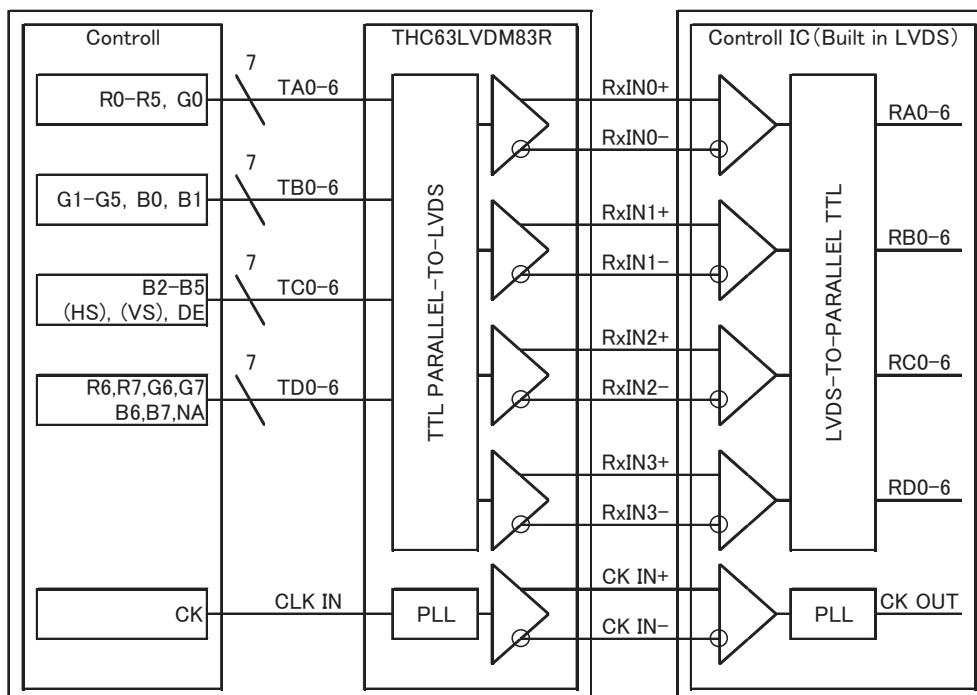 Controll
THC63LVDM83R
Controll IC(Built in LVDS)
R0-R5, G0
7
TA0-6
RxIN0+
RxIN0-
RA0-6
G1-G5, B0, B1
7
TB0-6
RxIN1+
RxIN1-
RB0-6
B2-B5
(HS), (VS), DE
7
TC0-6
RxIN2+
RxIN2-
RC0-6
R6,R7,G6,G7
B6,B7,NA
7
TD0-6
RxIN3+
RxIN3-
RD0-6
TTL PARALLEL-TO-LVDS
LVDS-TO-PARALLEL TTL
CK
CLK IN
PLL
CK IN+
CK IN-
PLL
CK OUT